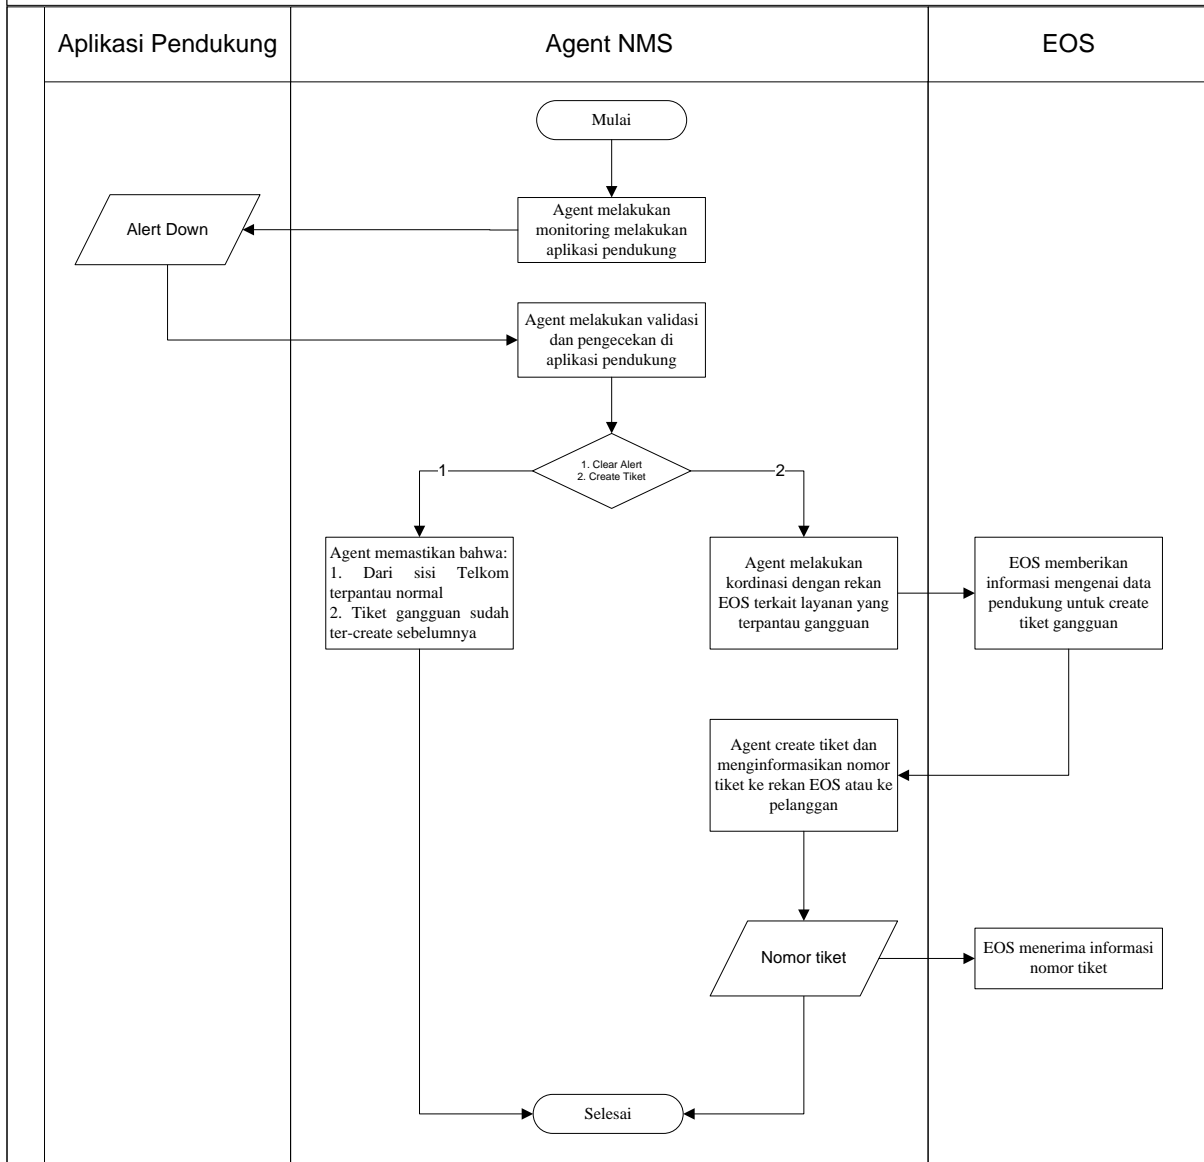 Aplikasi Pendukung
Agent NMS
EOS
Mulai
Agent melakukan
monitoring melakukan
aplikasi pendukung
Alert Down
Agent melakukan validasi
dan pengecekan di
aplikasi pendukung
1. Clear Alert
2. Create Tiket
1
2
Agent memastikan bahwa:
1. Dari sisi Telkom
terpantau normal
2. Tiket gangguan sudah
ter-create sebelumnya
Agent melakukan
kordinasi dengan rekan
EOS terkait layanan yang
terpantau gangguan
EOS memberikan
informasi mengenai data
pendukung untuk create
tiket gangguan
Agent create tiket dan
menginformasikan nomor
tiket ke rekan EOS atau ke
pelanggan
Nomor tiket
EOS menerima informasi
nomor tiket
Selesai